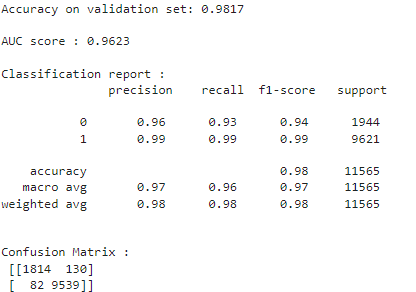 Accuracy on validation set: 0.9817
AUC score : 0.9623
Classification report :
precision recall f1-score support
0 0.96 0.93 0.94 1944
1 0.99 0.99 0.99 9621
accuracy 0.98 11565
macro avg 0.97 0.96 0.97 11565
weighted avg 0.98 0.98 0.98 11565
Confusion Matrix :
[[1814 130]
[ 82 9539]]